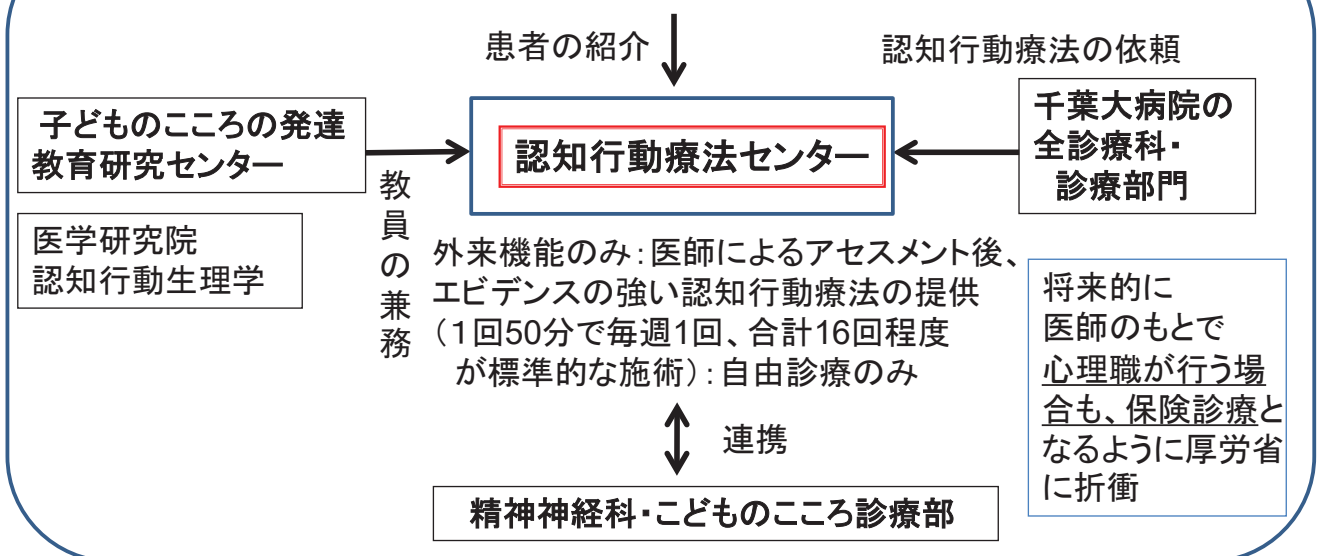 患者の紹介
認知行動療法の依頼
子どものこころの発達
教育研究センター
認知行動療法センター
千葉大病院の
全診療科・
診療部門
教員の兼務
医学研究院
認知行動生理学
外来機能のみ：医師によるアセスメント後、
エビデンスの強い認知行動療法の提供
（１回50分で毎週1回、合計16回程度
が標準的な施術）：自由診療のみ
将来的に
医師のもとで
心理職が行う場
合も、保険診療と
なるように厚労省
に折衝
連携
精神神経科・こどものこころ診療部